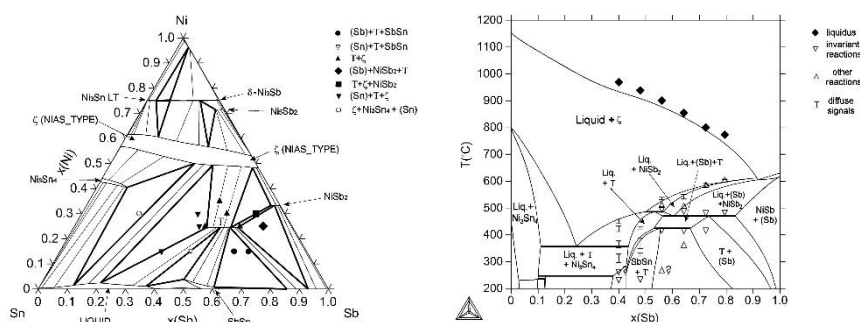 Ni
1.0
0.9
0.8
0.7
0.6
0.5
0.4
0.3
0.2
0.1
0
x(Ni)
Ni₃Sn LT
δ-Ni₃Sb
Ni₅Sb₂
ζ (NIAS_TYPE)
ζ (NIAS_TYPE)
Ni₃Sn₄
NiSb₂
T
Sn
0 0.1 0.2 0.3 0.4 0.5 0.6 0.7 0.8 0.9 1.0
Sb
LIQUID
x(Sb)
SbSn
(Sb)+T+SbSn
(Sn)+T+SbSn
T+ζ
(Sb)+NiSb₂+T
T+ζ+NiSb₂
(Sn)+T+ζ
ζ+Ni₃Sn₄+(Sn)
T(°C)
1200
1100
1000
900
800
700
600
500
400
300
200
liquidus
invariant
reactions
other
reactions
diffuse
signals
Liquid + ζ
Liq.+(Sb)+T
Liq.
+ NiSb₂
Liq.
+ T
Liq.+(Sb)
+NiSb₂
NiSb
+ (Sb)
Liq.+
Ni₃Sn₄
Liq. + T
+ Ni₃Sn₄
SbSn
+ T
T +
(Sb)
?
?
0 0.1 0.2 0.3 0.4 0.5 0.6 0.7 0.8 0.9 1.0
x(Sb)